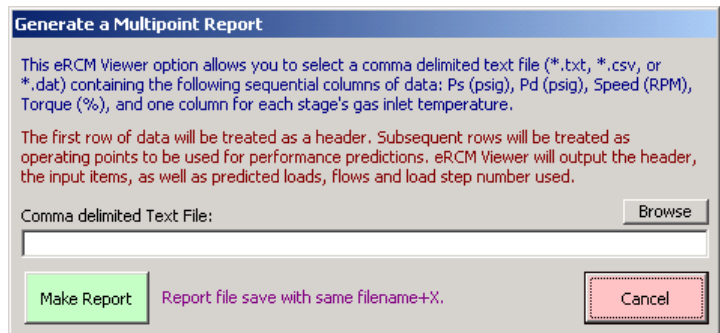 Generate a Multipoint Report
This eRCM Viewer option allows you to select a comma delimited text file (*.txt, *.csv, or
*.dat) containing the following sequential columns of data: Ps (psig), Pd (psig), Speed (RPM),
Torque (%), and one column for each stage's gas inlet temperature.
The first row of data will be treated as a header. Subsequent rows will be treated as
operating points to be used for performance predictions. eRCM Viewer will output the header,
the input items, as well as predicted loads, flows and load step number used.
Comma delimited Text File:
Browse
Make Report
Report file save with same filename+X.
Cancel